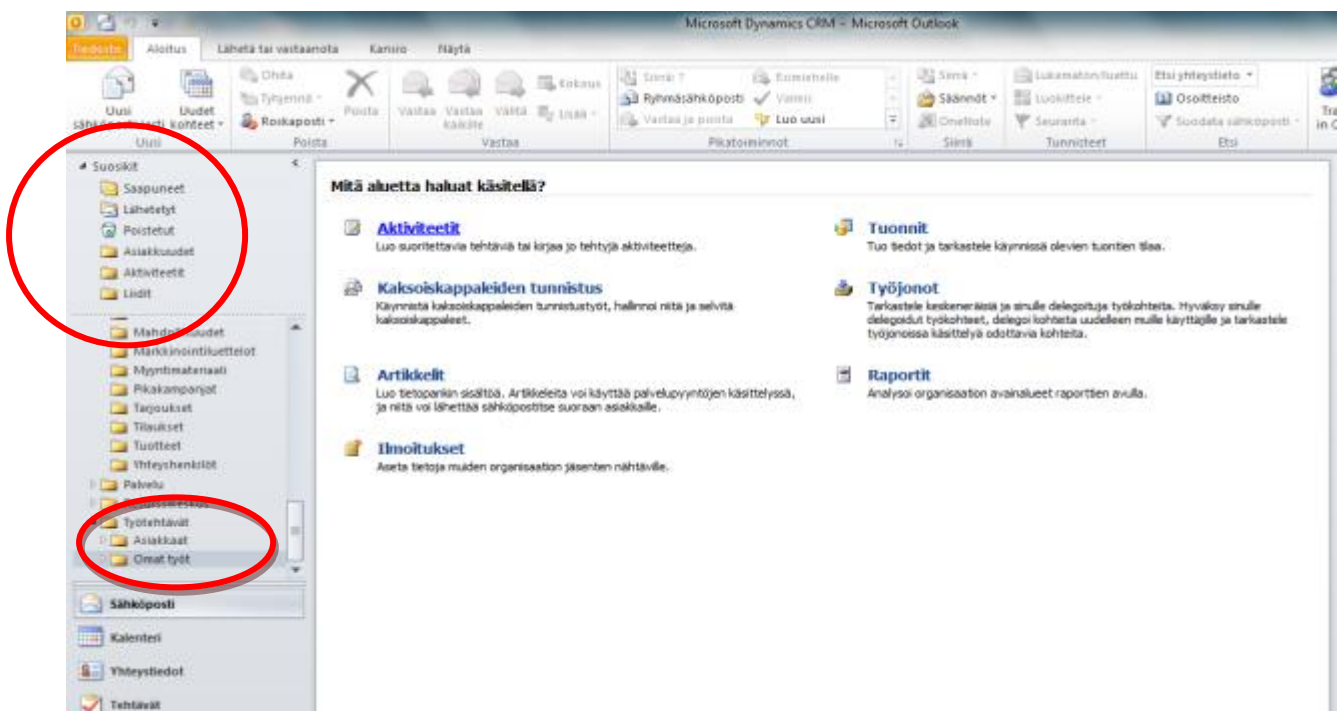 Microsoft Dynamics CRM - Microsoft Outlook
Tiedosto Aloitus Lähetä tai vastaanota Kansio Näytä
Uusi sähköpostiviesti
Uudet kohteet
Uusi
Ohita
Tyhjennä
Roskaposti
Poista
Poista
Vastaa
Vastaa kaikille
Välitä
Kokous
Lisää
Vastaa
Siirrä: ?
Ryhmäsähköposti
Vastaa ja poista
Esimiehelle
Valmis
Luo uusi
Pikatoiminnot
Siirrä
Säännöt
OneNote
Siirrä
Lukematon/luettu
Luokittele
Seuranta
Tunnisteet
Etsi yhteystieto
Osoitteisto
Suodata sähköposti
Etsi
Suosikit
Saapuneet
Lähetetyt
Poistetut
Asiakkuudet
Aktiviteetit
Liidit
Mahdollisuudet
Markkinointiluettelot
Myyntimateriaali
Pikakampanjat
Tarjoukset
Tilaukset
Tuotteet
Yhteyshenkilöt
Palvelu
Työtehtävät
Asiakkaat
Omat työt
Sähköposti
Kalenteri
Yhteystiedot
Tehtävät
Mitä aluetta haluat käsitellä?
Aktiviteetit
Luo suoritettavia tehtäviä tai kirjaa jo tehtyjä aktiviteetteja.
Kaksoiskappaleiden tunnistus
Käynnistä kaksoiskappaleiden tunnistustyöt, hallinnoi niitä ja selvitä
kaksoiskappaleet.
Artikkelit
Luo tietopankin sisältöä. Artikkeleita voi käyttää palvelupyyntöjen käsittelyssä,
ja niitä voi lähettää sähköpostitse suoraan asiakkaille.
Ilmoitukset
Aseta tietoja muiden organisaation jäsenten nähtäville.
Tuonnit
Tuo tiedot ja tarkastele käynnissä olevien tuontien tilaa.
Työjonot
Tarkastele keskeneräisiä ja sinulle delegoituja työkohteita. Hyväksy sinulle
delegoidut työkohteet, delegoi kohteita uudelleen muille käyttäjille ja tarkastele
työjonoissa käsittelyä odottavia kohteita.
Raportit
Analysoi organisaation avainalueet raporttien avulla.